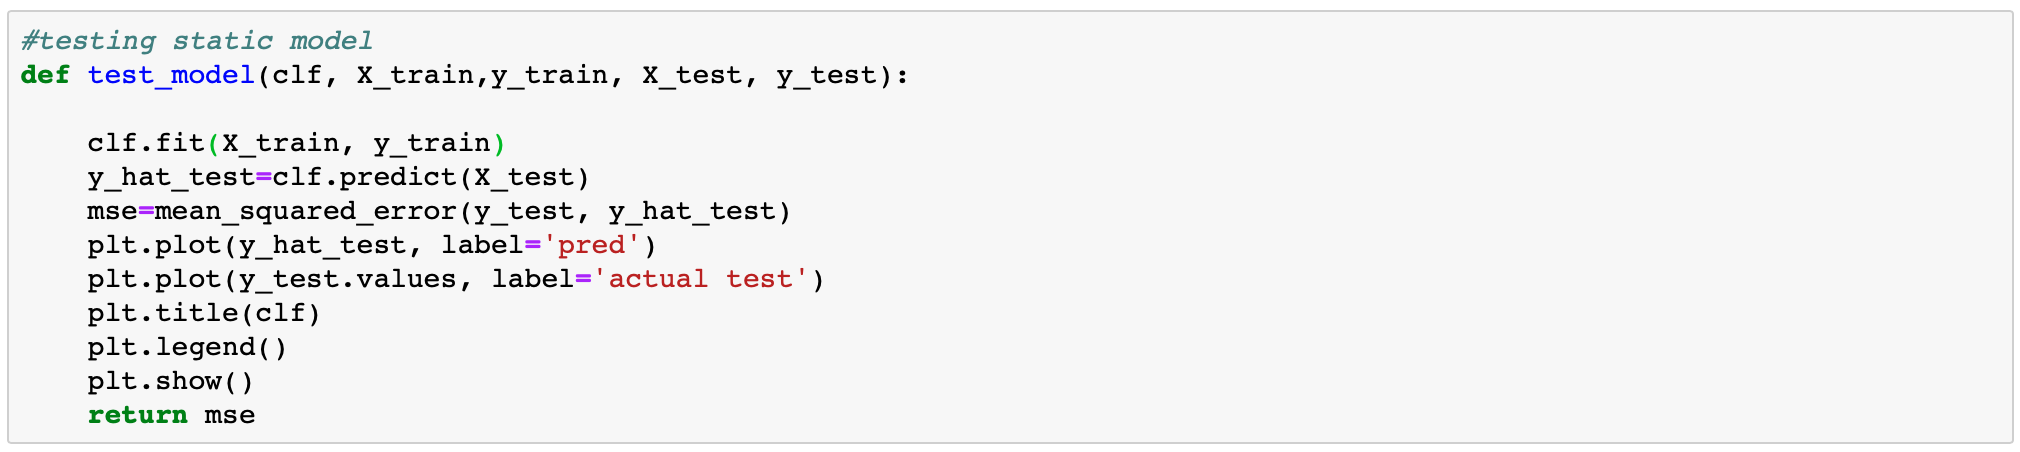 #testing static model
def test_model(clf, X_train,y_train, X_test, y_test):
clf.fit(X_train, y_train)
y_hat_test=clf.predict(X_test)
mse=mean_squared_error(y_test, y_hat_test)
plt.plot(y_hat_test, label='pred')
plt.plot(y_test.values, label='actual test')
plt.title(clf)
plt.legend()
plt.show()
return mse